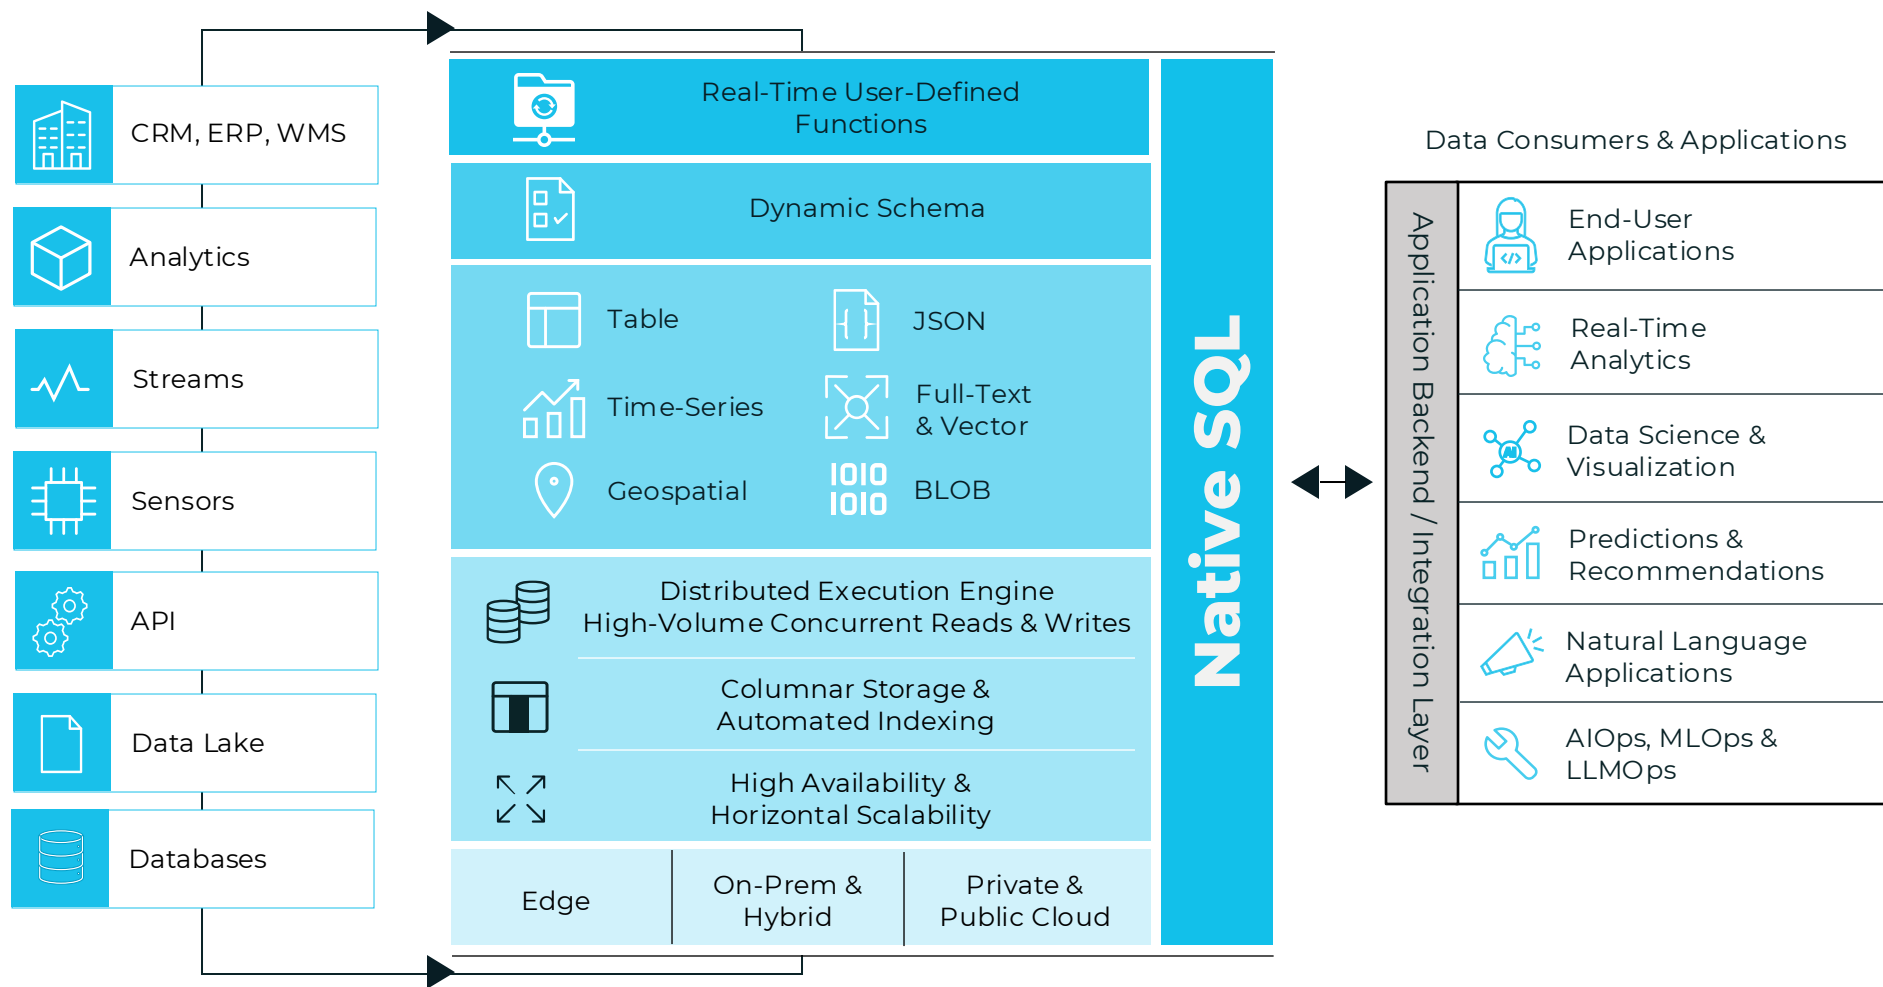 CRM, ERP, WMS
Analytics
Streams
Sensors
API
Data Lake
Databases
Real-Time User-Defined
Functions
Dynamic Schema
Table
JSON
Time-Series
Full-Text
& Vector
Geospatial
1010
1010
BLOB
Distributed Execution Engine
High-Volume Concurrent Reads & Writes
Columnar Storage &
Automated Indexing
High Availability &
Horizontal Scalability
Edge
On-Prem &
Hybrid
Private &
Public Cloud
Native SQL
Data Consumers & Applications
Application Backend / Integration Layer
End-User
Applications
Real-Time
Analytics
AI
Data Science &
Visualization
Predictions &
Recommendations
Natural Language
Applications
AIOps, MLOps &
LLMOps